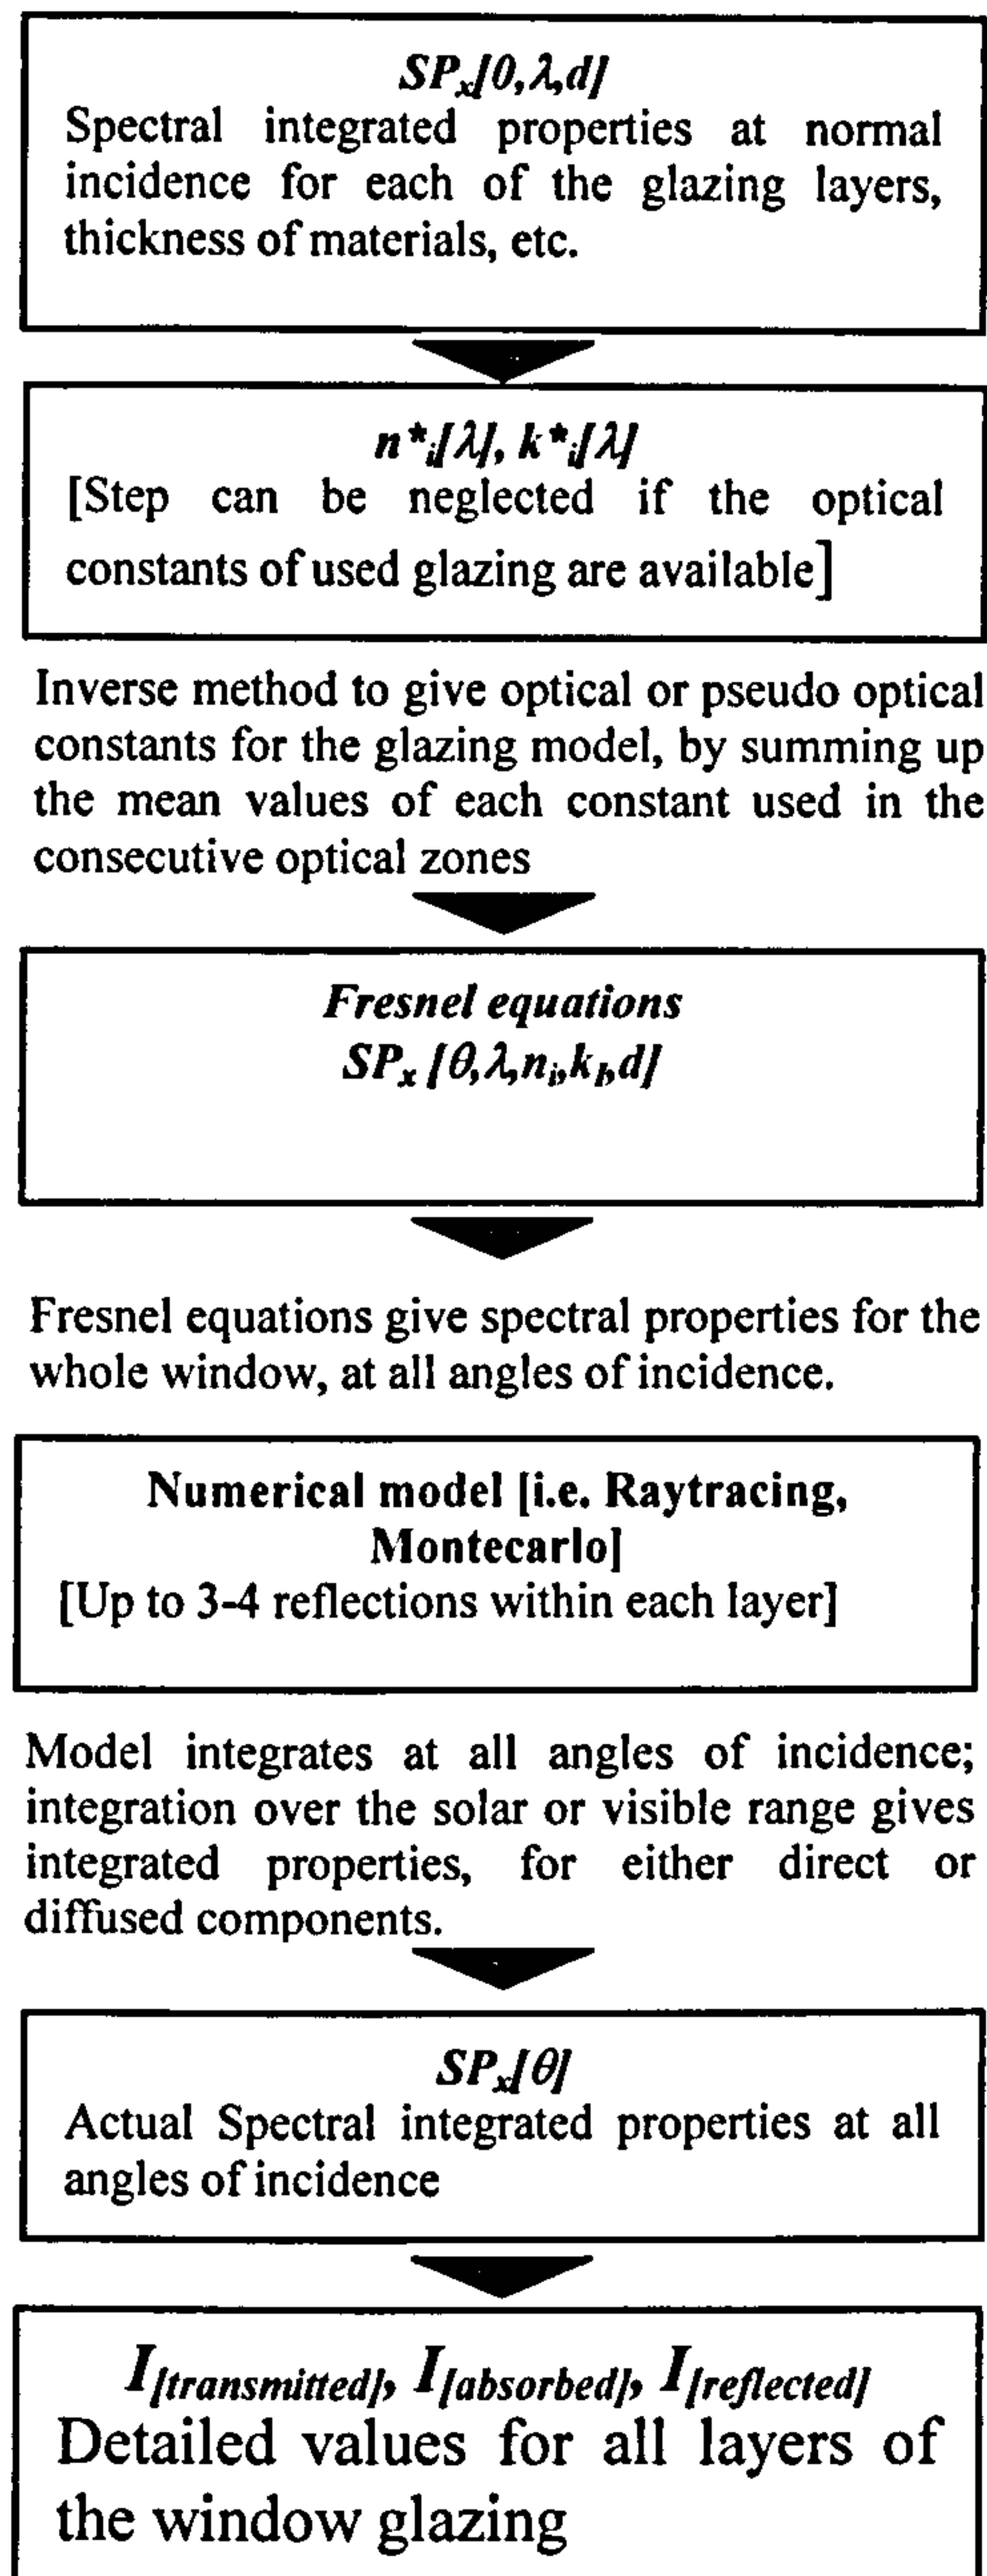 SPₓ[0,λ,d]
Spectral integrated properties at normal
incidence for each of the glazing layers,
thickness of materials, etc.
n*ᵢ[λ], k*ᵢ[λ]
[Step can be neglected if the optical
constants of used glazing are available]
Inverse method to give optical or pseudo optical
constants for the glazing model, by summing up
the mean values of each constant used in the
consecutive optical zones
Fresnel equations
SPₓ [θ,λ,nᵢ,kᵢ,d]
Fresnel equations give spectral properties for the
whole window, at all angles of incidence.
Numerical model [i.e. Raytracing,
Montecarlo]
[Up to 3-4 reflections within each layer]
Model integrates at all angles of incidence;
integration over the solar or visible range gives
integrated properties, for either direct or
diffused components.
SPₓ[θ]
Actual Spectral integrated properties at all
angles of incidence
I[transmitted], I[absorbed], I[reflected]
Detailed values for all layers of
the window glazing